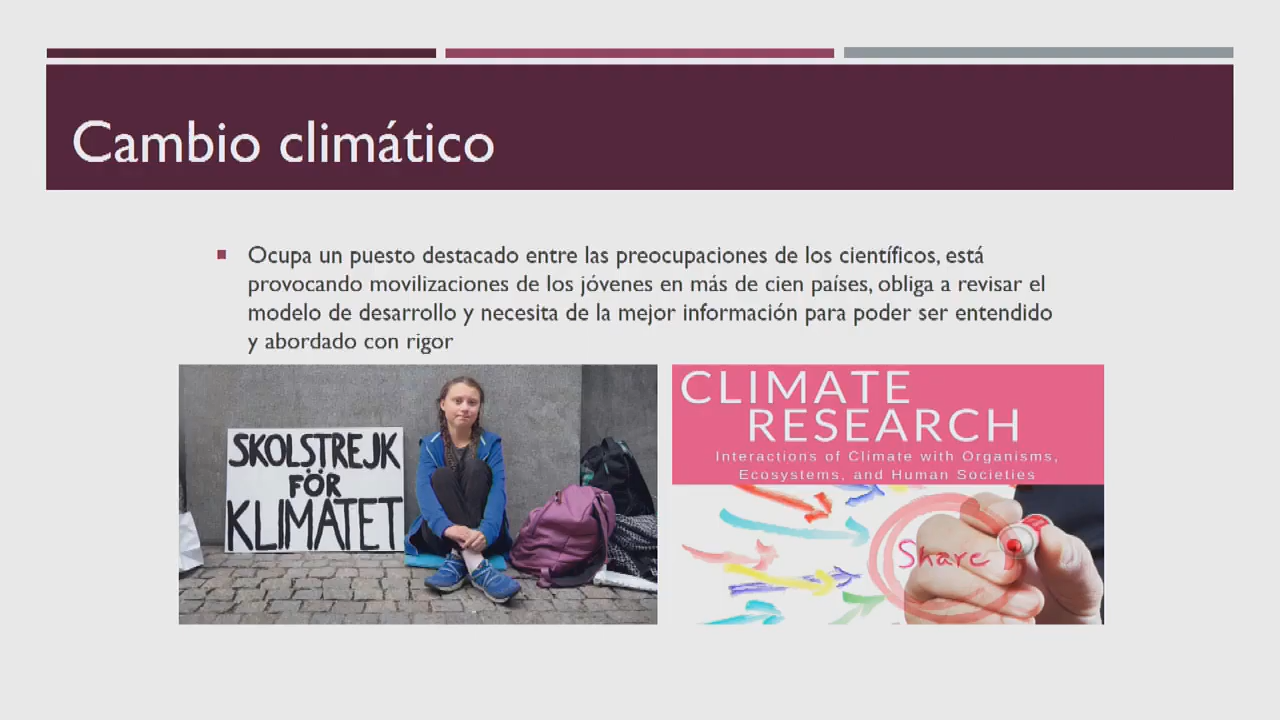 Cambio climático
Ocupa un puesto destacado entre las preocupaciones de los científicos, está
provocando movilizaciones de los jóvenes en más de cien países, obliga a revisar el
modelo de desarrollo y necesita de la mejor información para poder ser entendido
y abordado con rigor
SKOLSTREJK
FÖR
KLIMATET
CLIMATE
RESEARCH
Interactions of Climate with Organisms,
Ecosystems, and Human Societies
Share